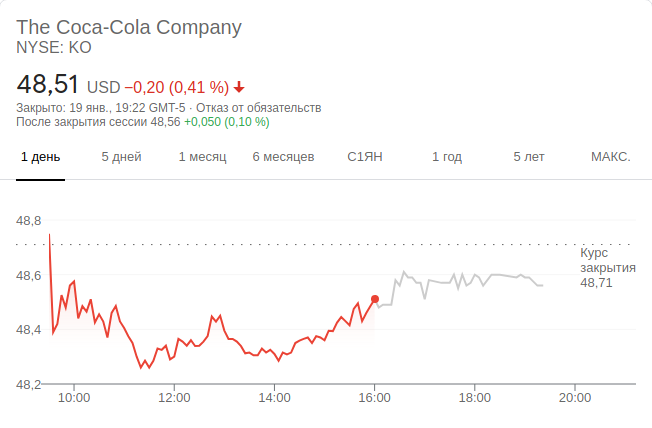 The Coca-Cola Company
NYSE: KO
48,51 USD −0,20 (0,41 %)
Закрыто: 19 янв., 19:22 GMT-5 · Отказ от обязательств
После закрытия сессии 48,56 +0,050 (0,10 %)
1 день 5 дней 1 месяц 6 месяцев С1ЯН 1 год 5 лет МАКС.
48,8
Курс
закрытия
48,71
48,6
48,4
48,2
10:00 12:00 14:00 16:00 18:00 20:00